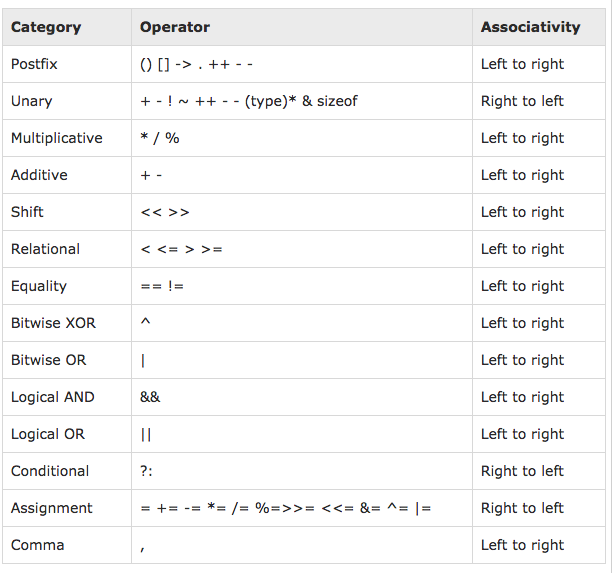 Category Operator Associativity
Postfix () [] -> . ++ - - Left to right
Unary + - ! ~ ++ - - (type)* & sizeof Right to left
Multiplicative * / % Left to right
Additive + - Left to right
Shift << >> Left to right
Relational < <= > >= Left to right
Equality == != Left to right
Bitwise XOR ^ Left to right
Bitwise OR | Left to right
Logical AND && Left to right
Logical OR || Left to right
Conditional ?: Right to left
Assignment = += -= *= /= %=>>= <<= &= ^= |= Right to left
Comma , Left to right